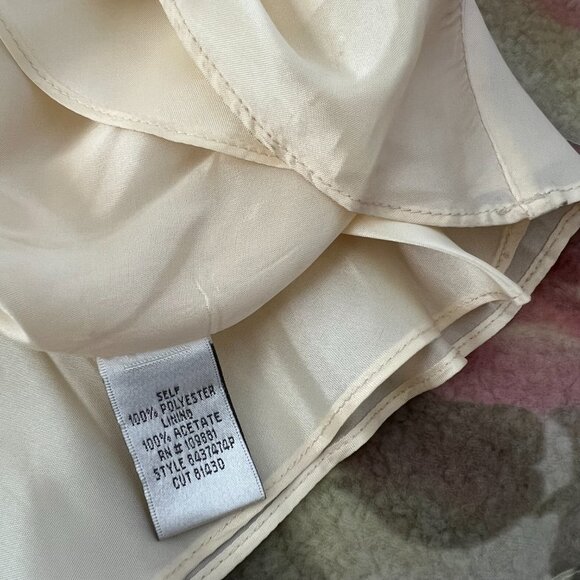 SELF
100% POLYESTER
LINING
100% ACETATE
RN# 109881
STYLE 8437474P
CUT 81430